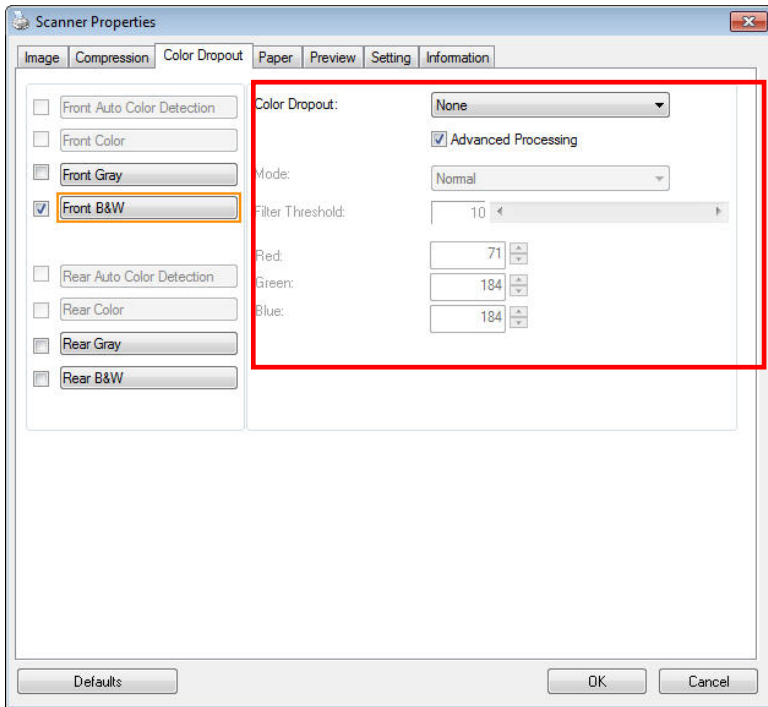 Scanner Properties
Image Compression Color Dropout Paper Preview Setting Information
Front Auto Color Detection
Front Color
Front Gray
Front B&W
Rear Auto Color Detection
Rear Color
Rear Gray
Rear B&W
Color Dropout: None
Advanced Processing
Mode: Normal
Filter Threshold: 10
Red: 71
Green: 184
Blue: 184
Defaults OK Cancel